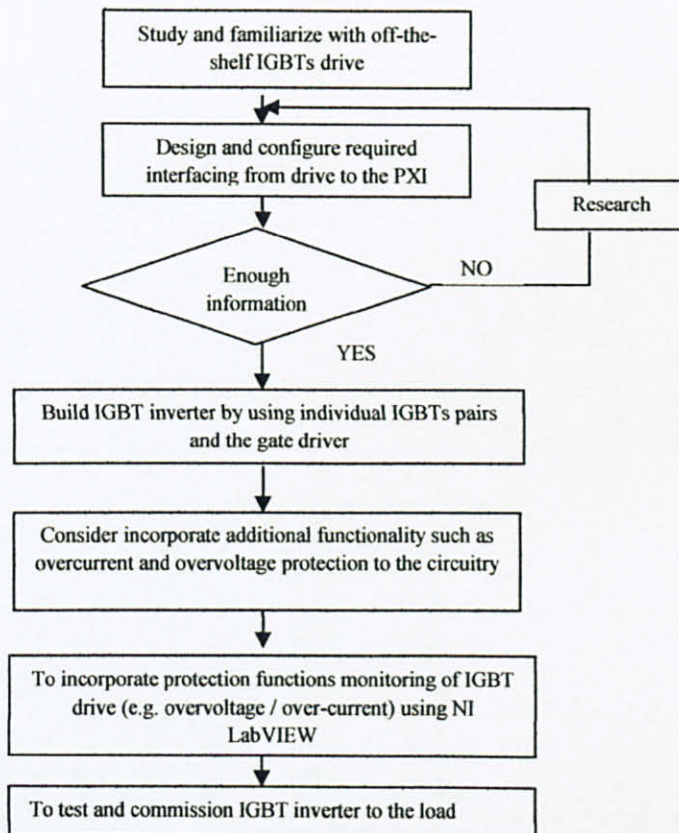 Study and familiarize with off-the-
shelf IGBTs drive
Design and configure required
interfacing from drive to the PXI
Research
Enough
information
NO
YES
Build IGBT inverter by using individual IGBTs pairs
and the gate driver
Consider incorporate additional functionality such as
overcurrent and overvoltage protection to the circuitry
To incorporate protection functions monitoring of IGBT
drive (e.g. overvoltage / over-current) using NI
LabVIEW
To test and commission IGBT inverter to the load